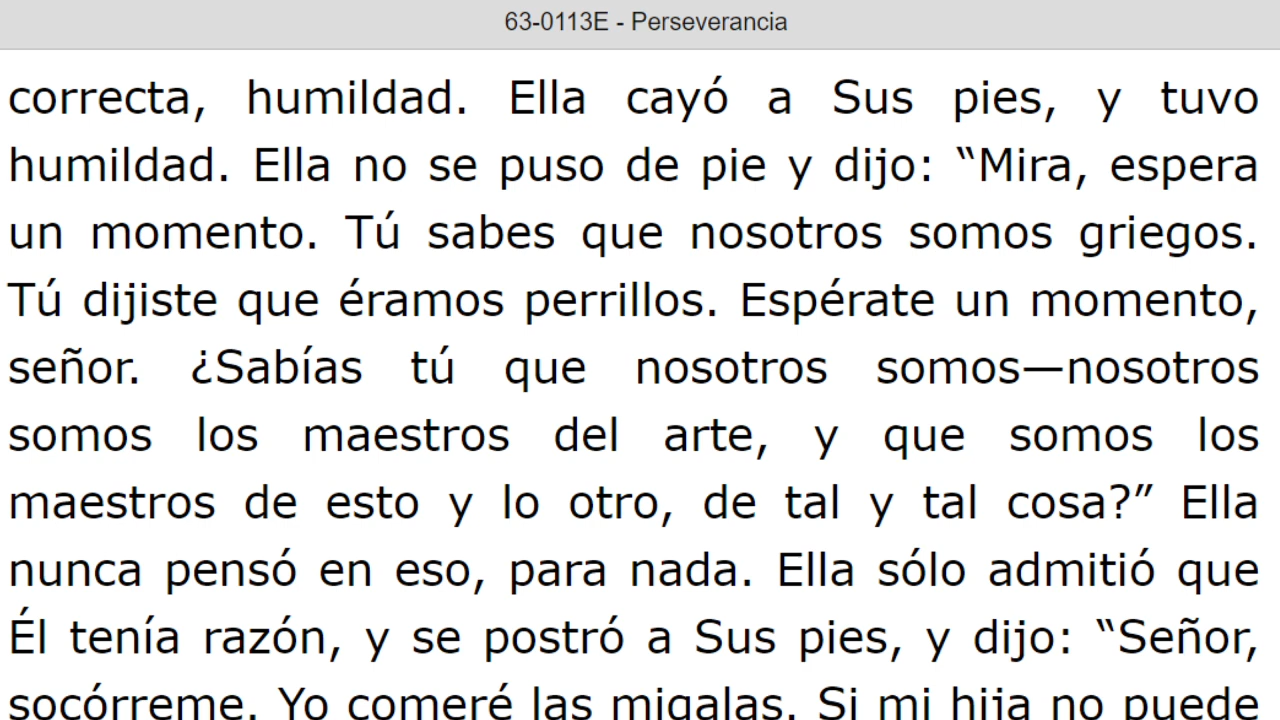 63-0113E - Perseverancia
correcta, humildad. Ella cayó a Sus pies, y tuvo
humildad. Ella no se puso de pie y dijo: “Mira, espera
un momento. Tú sabes que nosotros somos griegos.
Tú dijiste que éramos perrillos. Espérate un momento,
señor. ¿Sabías tú que nosotros somos—nosotros
somos los maestros del arte, y que somos los
maestros de esto y lo otro, de tal y tal cosa?” Ella
nunca pensó en eso, para nada. Ella sólo admitió que
Él tenía razón, y se postró a Sus pies, y dijo: “Señor,
socórreme. Yo comeré las migalas. Si mi hija no puede